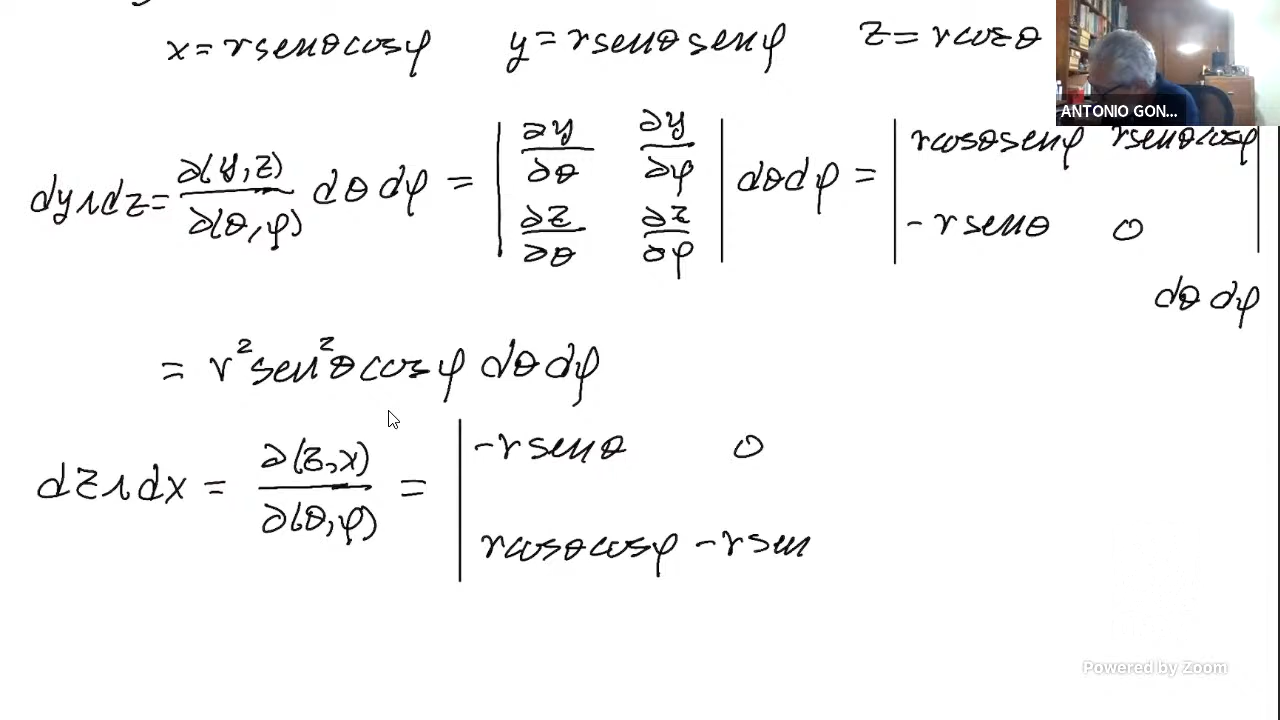 x = r senθ cosφ y = r senθ senφ z = r cosθ
ANTONIO GON...
dy∧dz = ∂(y,z)/∂(θ,φ) dθ dφ = | ∂y/∂θ ∂y/∂φ | dθ dφ = | r cosθ senφ r senθ cosφ |
| ∂z/∂θ ∂z/∂φ | | - r senθ 0 |
dθ dφ
= r² sen²θ cosφ dθ dφ
dz∧dx = ∂(z,x)/∂(θ,φ) = | -r senθ 0
| r cosθ cosφ -r sen
Powered by Zoom